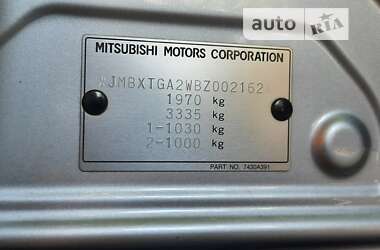 auto RIA
MITSUBISHI MOTORS CORPORATION
*JMBXTGA2WBZ002162*
1970 kg
3335 kg
1-1030 kg
2-1000 kg
PART NO. 7430A391